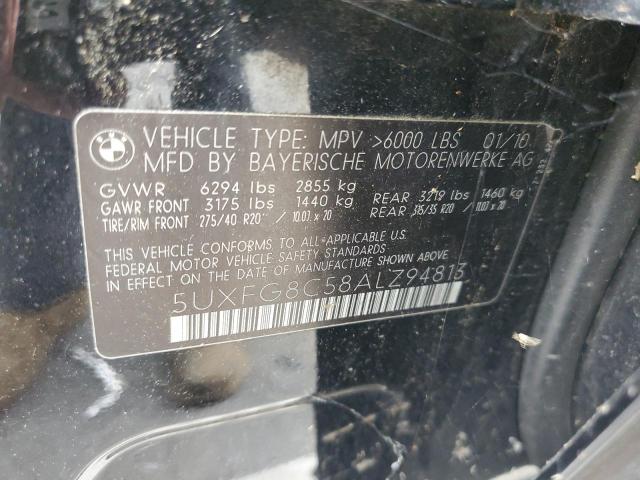 VEHICLE TYPE: MPV >6000 LBS 01/10
MFD BY BAYERISCHE MOTORENWERKE AG
GVWR 6294 lbs 2855 kg
GAWR FRONT 3175 lbs 1440 kg REAR 3219 lbs 1460 kg
TIRE/RIM FRONT 275/40 R20 / 10.0J x 20 REAR 315/35 R20 / 11.0J x 20
THIS VEHICLE CONFORMS TO ALL APPLICABLE U.S.
FEDERAL MOTOR VEHICLE SAFETY STANDARDS
IN EFFECT ON THE DATE OF MANUFACTURE SHOWN ABOVE.
5UXFG8C58ALZ94813